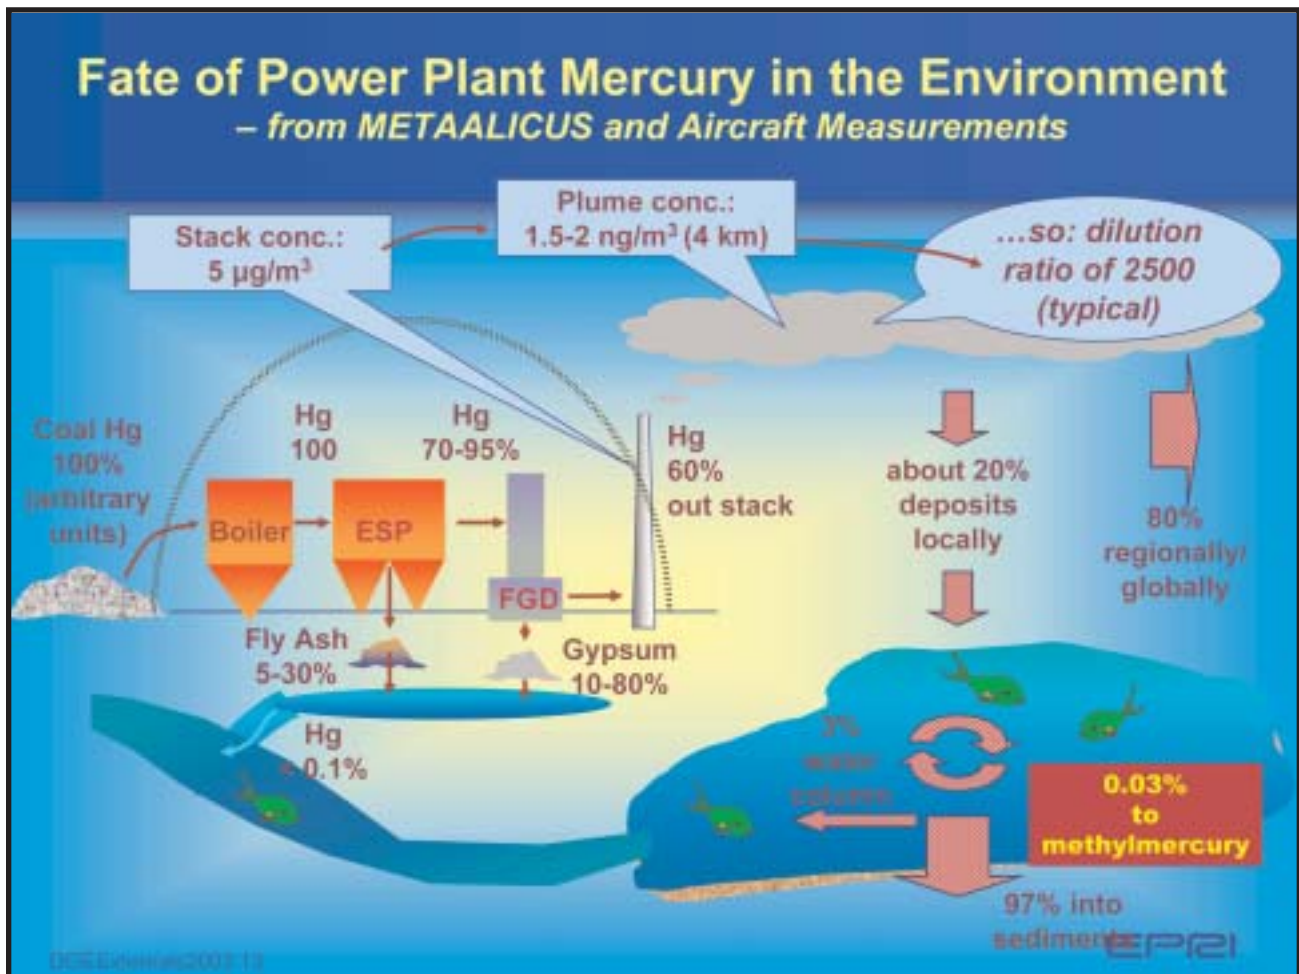 Fate of Power Plant Mercury in the Environment
– from METAALICUS and Aircraft Measurements
Stack conc.:
5 µg/m³
Plume conc.:
1.5-2 ng/m³ (4 km)
...so: dilution
ratio of 2500
(typical)
Coal Hg
100%
(arbitrary
units)
Hg
100
Hg
70-95%
Hg
60%
out stack
Boiler
ESP
FGD
about 20%
deposits
locally
80%
regionally/
globally
Fly Ash
5-30%
Gypsum
10-80%
Hg
0.1%
3%
water
column
0.03%
to
methylmercury
97% into
sediments
EPRI